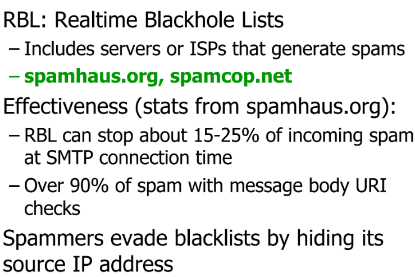 RBL: Realtime Blackhole Lists
– Includes servers or ISPs that generate spams
– spamhaus.org, spamcop.net
Effectiveness (stats from spamhaus.org):
– RBL can stop about 15-25% of incoming spam
at SMTP connection time
– Over 90% of spam with message body URI
checks
Spammers evade blacklists by hiding its
source IP address